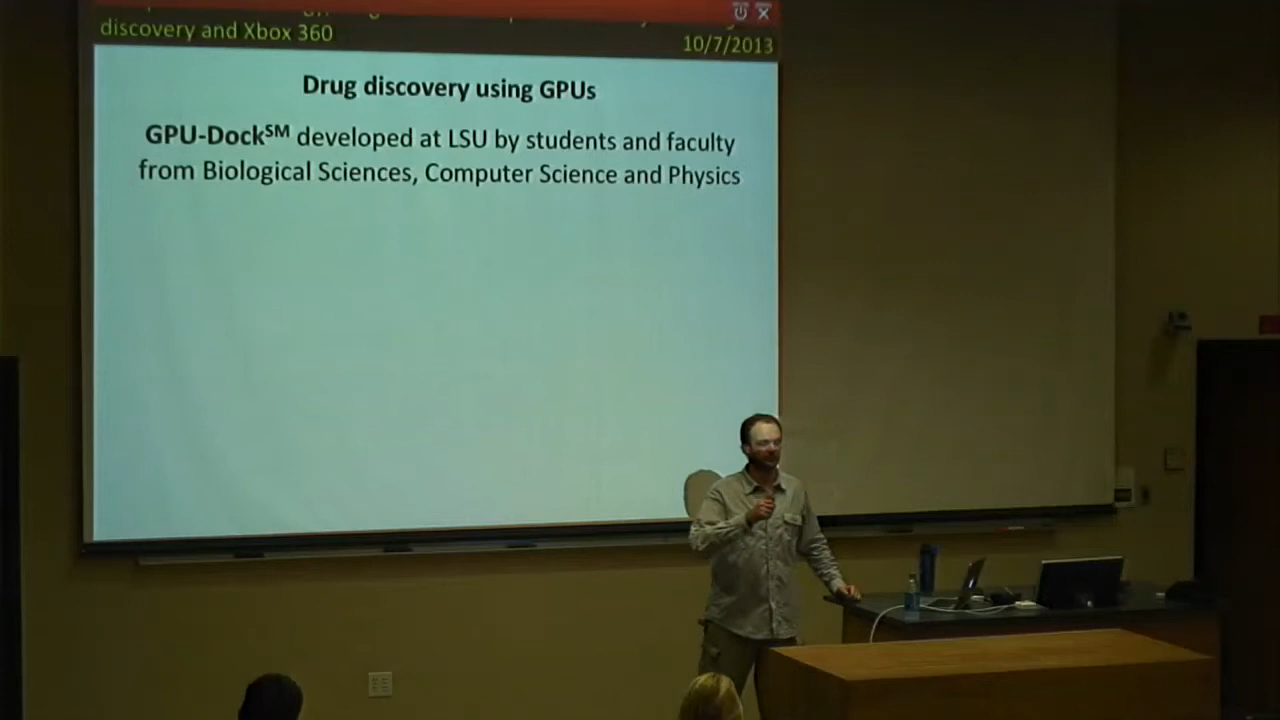 discovery and Xbox 360
10/7/2013
Drug discovery using GPUs
GPU-Dock℠ developed at LSU by students and faculty
from Biological Sciences, Computer Science and Physics